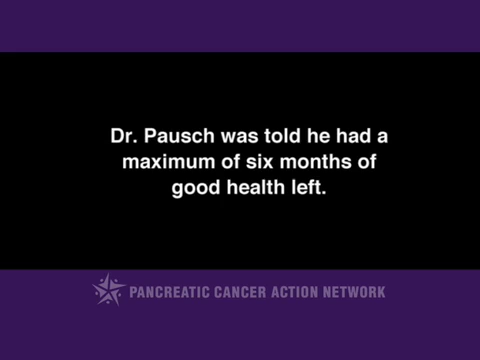 Dr. Pausch was told he had a
maximum of six months of
good health left.
PANCREATIC CANCER ACTION NETWORK